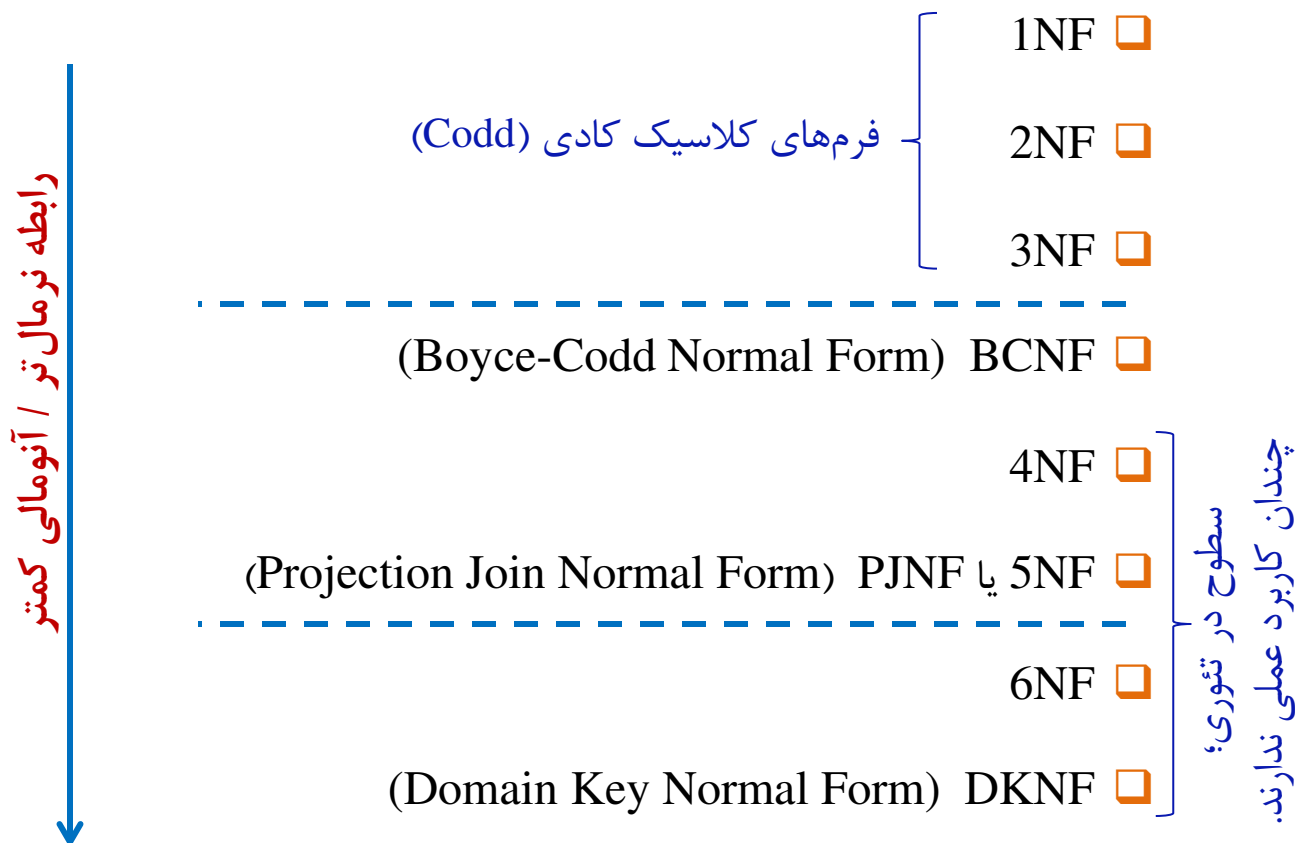 1NF
2NF
فرم‌های کلاسیک کادی (Codd)
3NF
BCNF (Boyce-Codd Normal Form)
4NF
5NF یا PJNF (Projection Join Normal Form)
6NF
DKNF (Domain Key Normal Form)
سطوح در تئوری؛
چندان کاربرد عملی ندارند.
رابطه نرمال‌تر / آنومالی کمتر